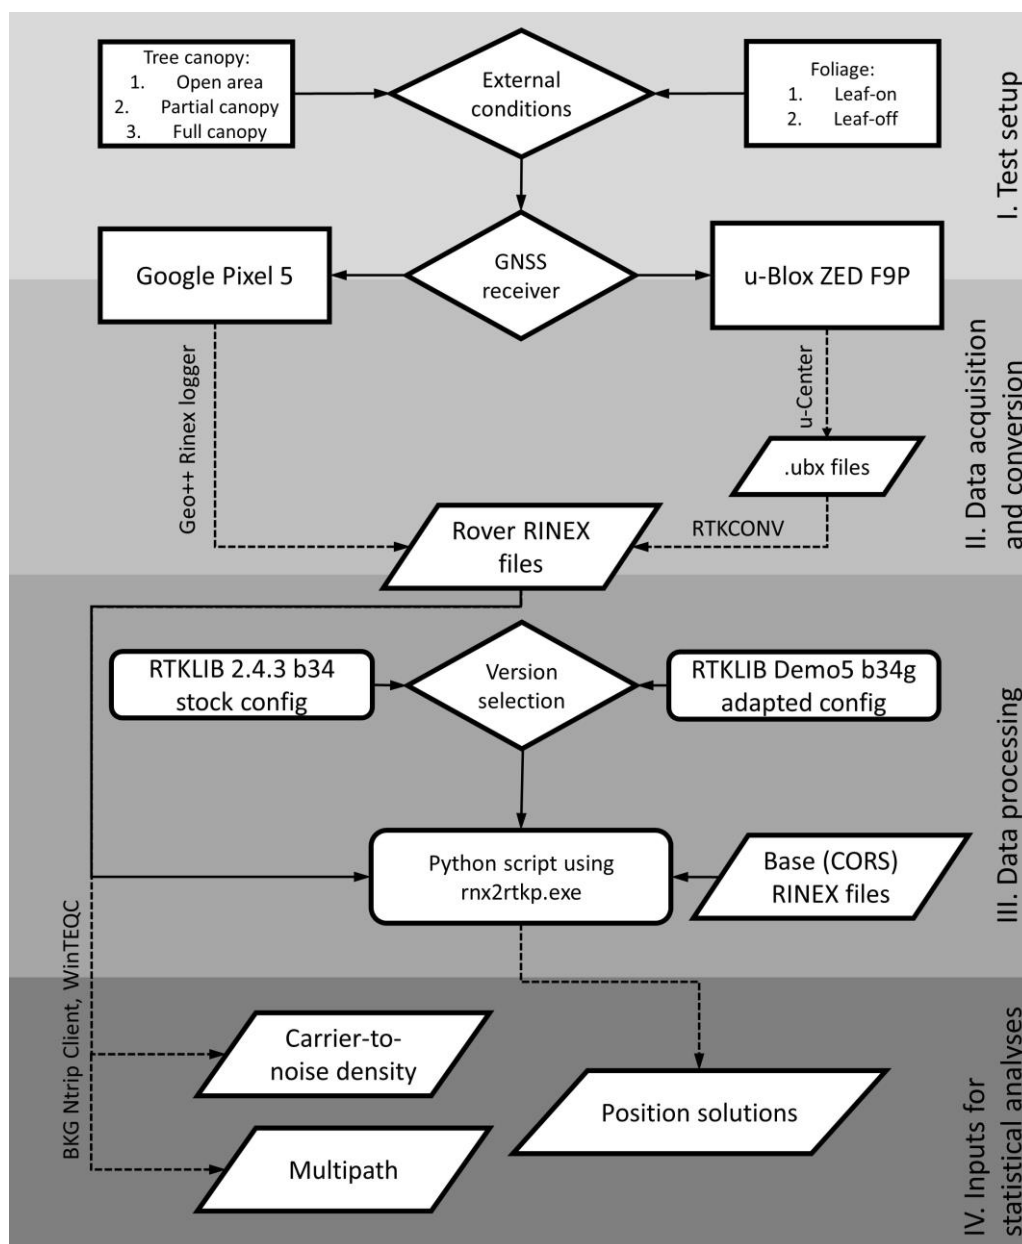 Tree canopy:
1. Open area
2. Partial canopy
3. Full canopy
External
conditions
Foliage:
1. Leaf-on
2. Leaf-off
I. Test setup
Google Pixel 5
GNSS
receiver
u-Blox ZED F9P
Geo++ Rinex logger
u-Center
.ubx files
RTKCONV
Rover RINEX
files
II. Data acquisition
and conversion
RTKLIB 2.4.3 b34
stock config
Version
selection
RTKLIB Demo5 b34g
adapted config
Python script using
rnx2rtkp.exe
Base (CORS)
RINEX files
III. Data processing
BKG Ntrip Client, WinTEQC
Carrier-to-
noise density
Position solutions
Multipath
IV. Inputs for
statistical analyses